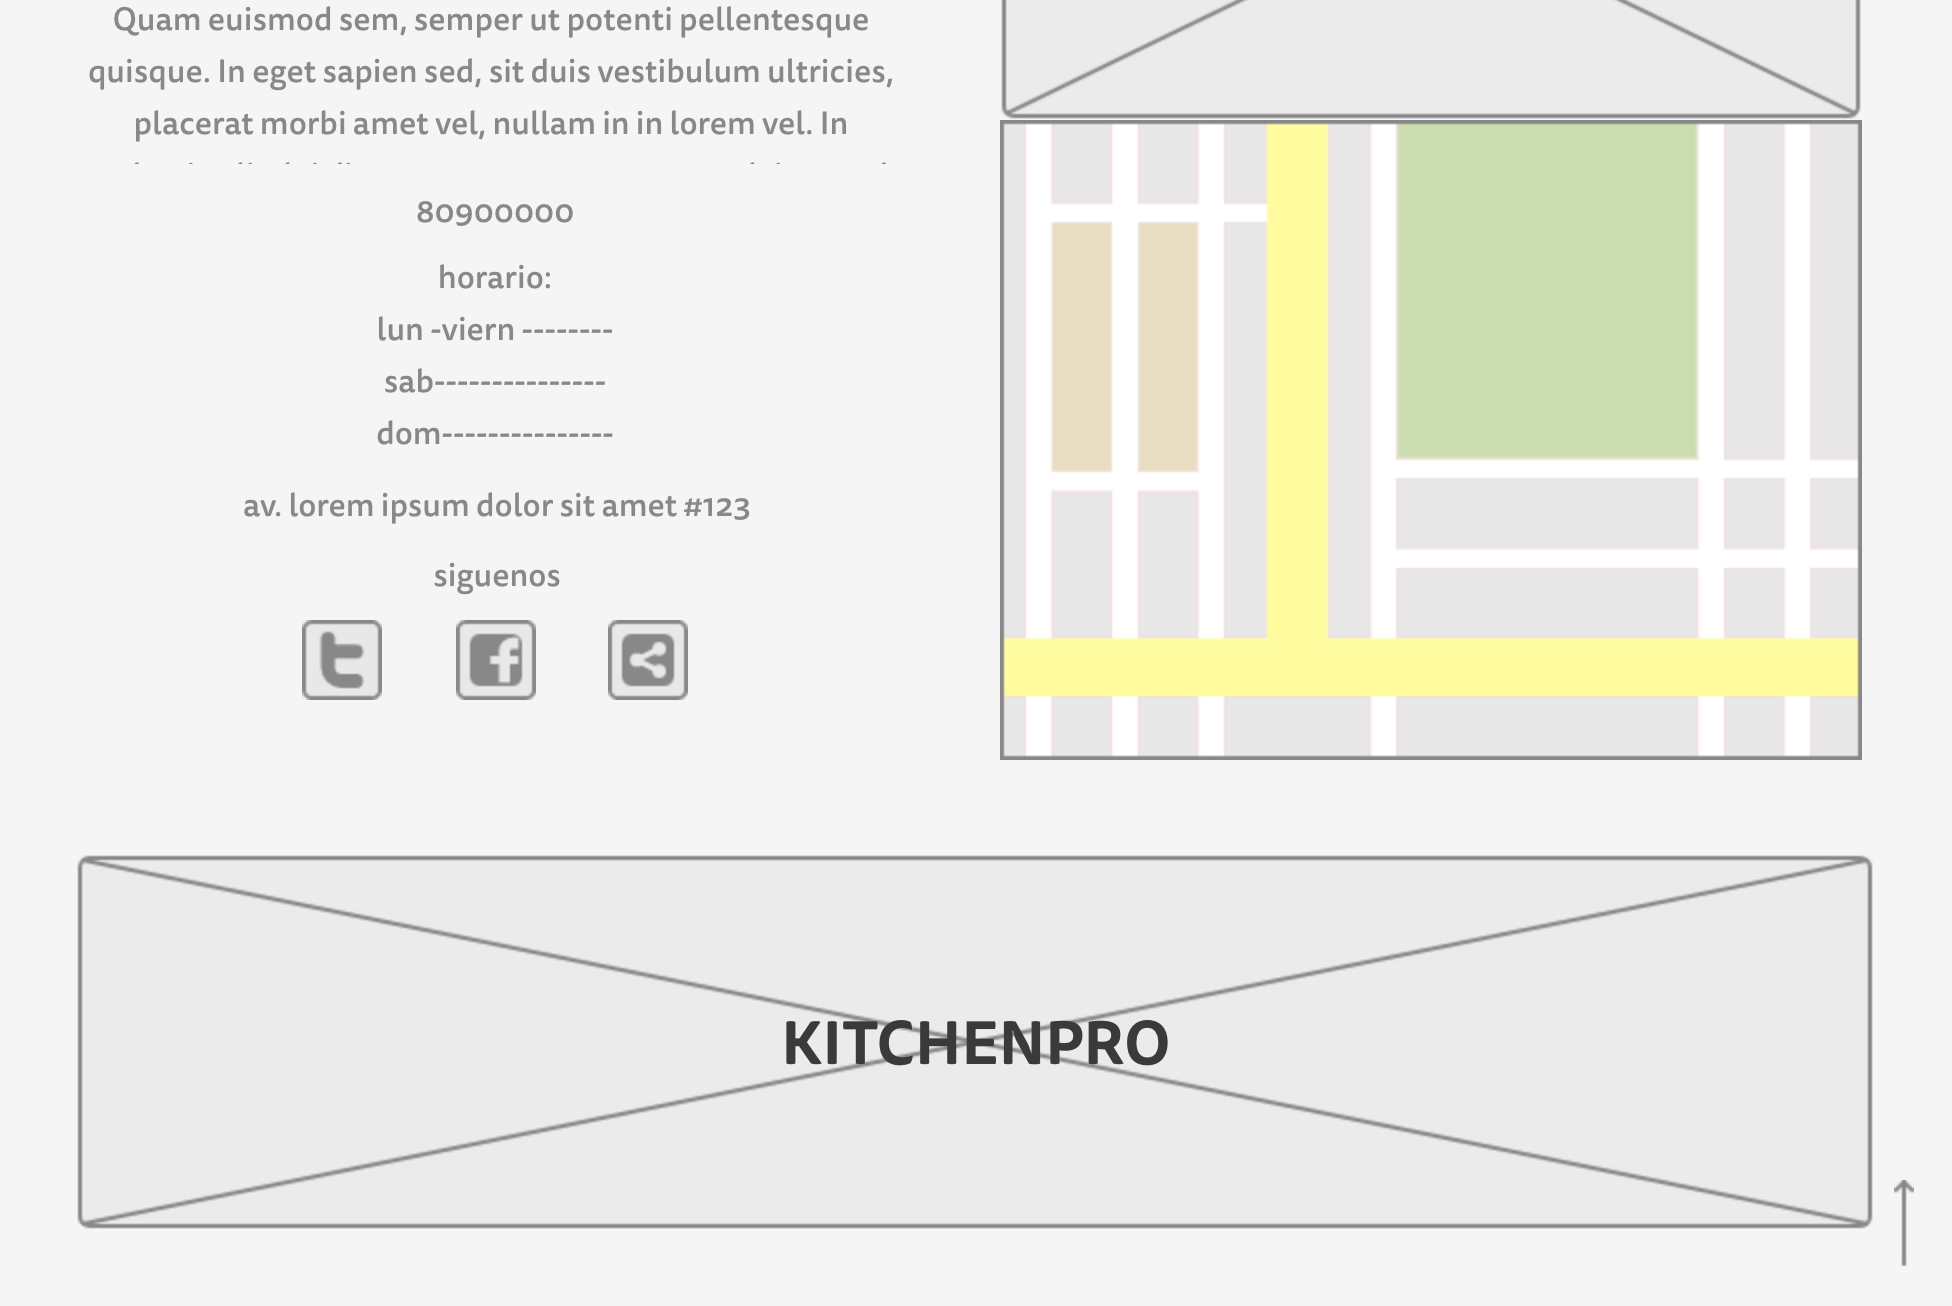 Quam euismod sem, semper ut potenti pellentesque
quisque. In eget sapien sed, sit duis vestibulum ultricies,
placerat morbi amet vel, nullam in in lorem vel. In
80900000
horario:
lun -viern --------
sab---------------
dom---------------
av. lorem ipsum dolor sit amet #123
siguenos
KITCHENPRO